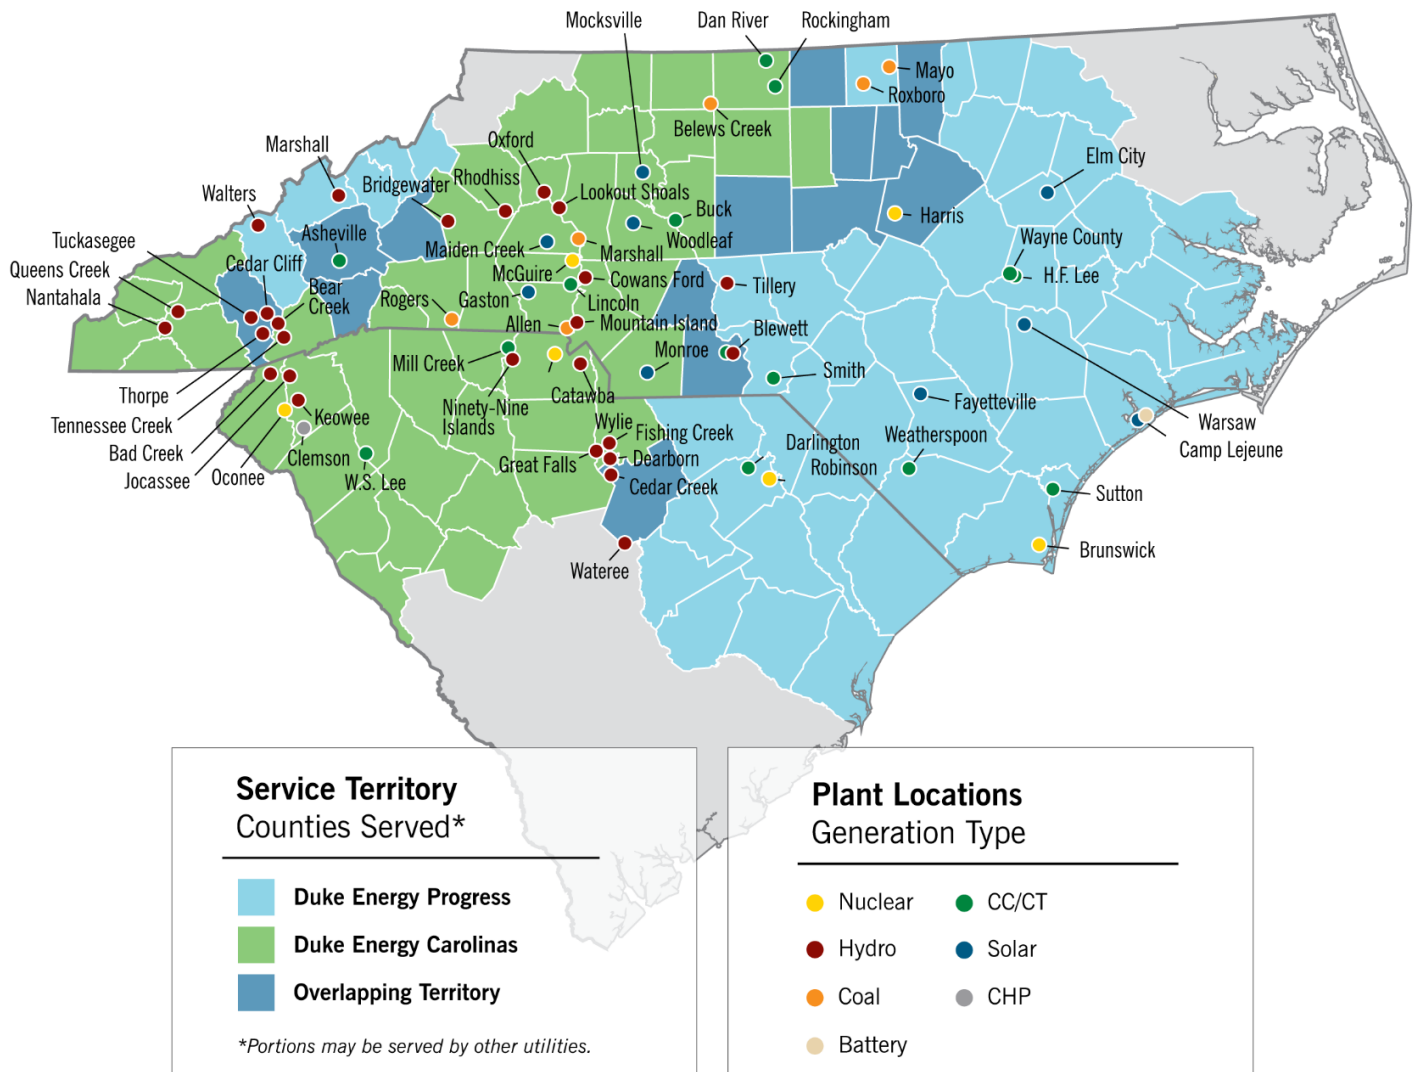 Mocksville
Dan River
Rockingham
Mayo
Roxboro
Belews Creek
Oxford
Marshall
Elm City
Bridgewater
Rhodhiss
Lookout Shoals
Walters
Buck
Harris
Asheville
Woodleaf
Tuckasegee
Maiden Creek
Marshall
Wayne County
Cedar Cliff
Queens Creek
McGuire
Cowans Ford
H.F. Lee
Bear
Creek
Nantahala
Rogers
Gaston
Lincoln
Tillery
Allen
Mountain Island
Blewett
Mill Creek
Monroe
Smith
Thorpe
Catawba
Ninety-Nine
Islands
Fayetteville
Keowee
Tennessee Creek
Wylie
Warsaw
Fishing Creek
Darlington
Weatherspoon
Bad Creek
Clemson
Great Falls
Dearborn
Robinson
Camp Lejeune
Jocassee
Oconee
W.S. Lee
Cedar Creek
Sutton
Brunswick
Wateree
Service Territory
Counties Served*
Duke Energy Progress
Duke Energy Carolinas
Overlapping Territory
*Portions may be served by other utilities.
Plant Locations
Generation Type
Nuclear
CC/CT
Hydro
Solar
Coal
CHP
Battery